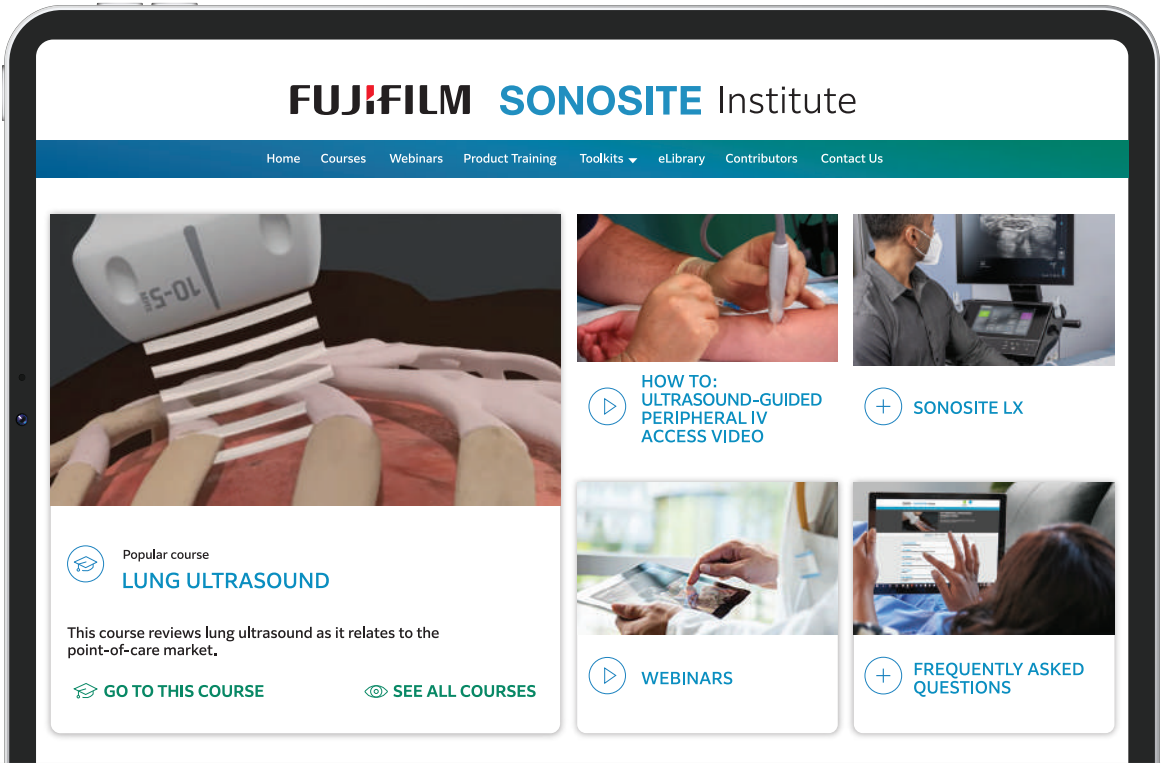 FUJIFILM SONOSITE Institute
Home Courses Webinars Product Training Toolkits eLibrary Contributors Contact Us
10-5
Popular course
LUNG ULTRASOUND
This course reviews lung ultrasound as it relates to the
point-of-care market.
GO TO THIS COURSE SEE ALL COURSES
HOW TO:
ULTRASOUND-GUIDED
PERIPHERAL IV
ACCESS VIDEO
SONOSITE LX
WEBINARS
FREQUENTLY ASKED
QUESTIONS